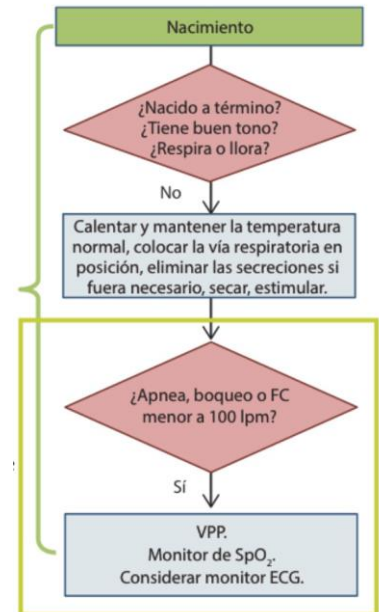 Nacimiento
¿Nacido a término?
¿Tiene buen tono?
¿Respira o llora?
No
Calentar y mantener la temperatura
normal, colocar la vía respiratoria en
posición, eliminar las secreciones si
fuera necesario, secar, estimular.
¿Apnea, boqueo o FC
menor a 100 lpm?
Sí
VPP.
Monitor de SpO₂.
Considerar monitor ECG.